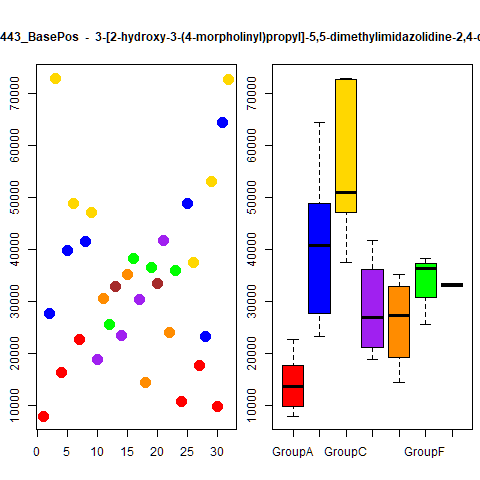 443_BasePos - 3-[2-hydroxy-3-(4-morpholinyl)propyl]-5,5-dimethylimidazolidine-2,4-
10000 20000 30000 40000 50000 60000 70000
0 5 10 15 20 25 30
10000 20000 30000 40000 50000 60000 70000
GroupA GroupC GroupF